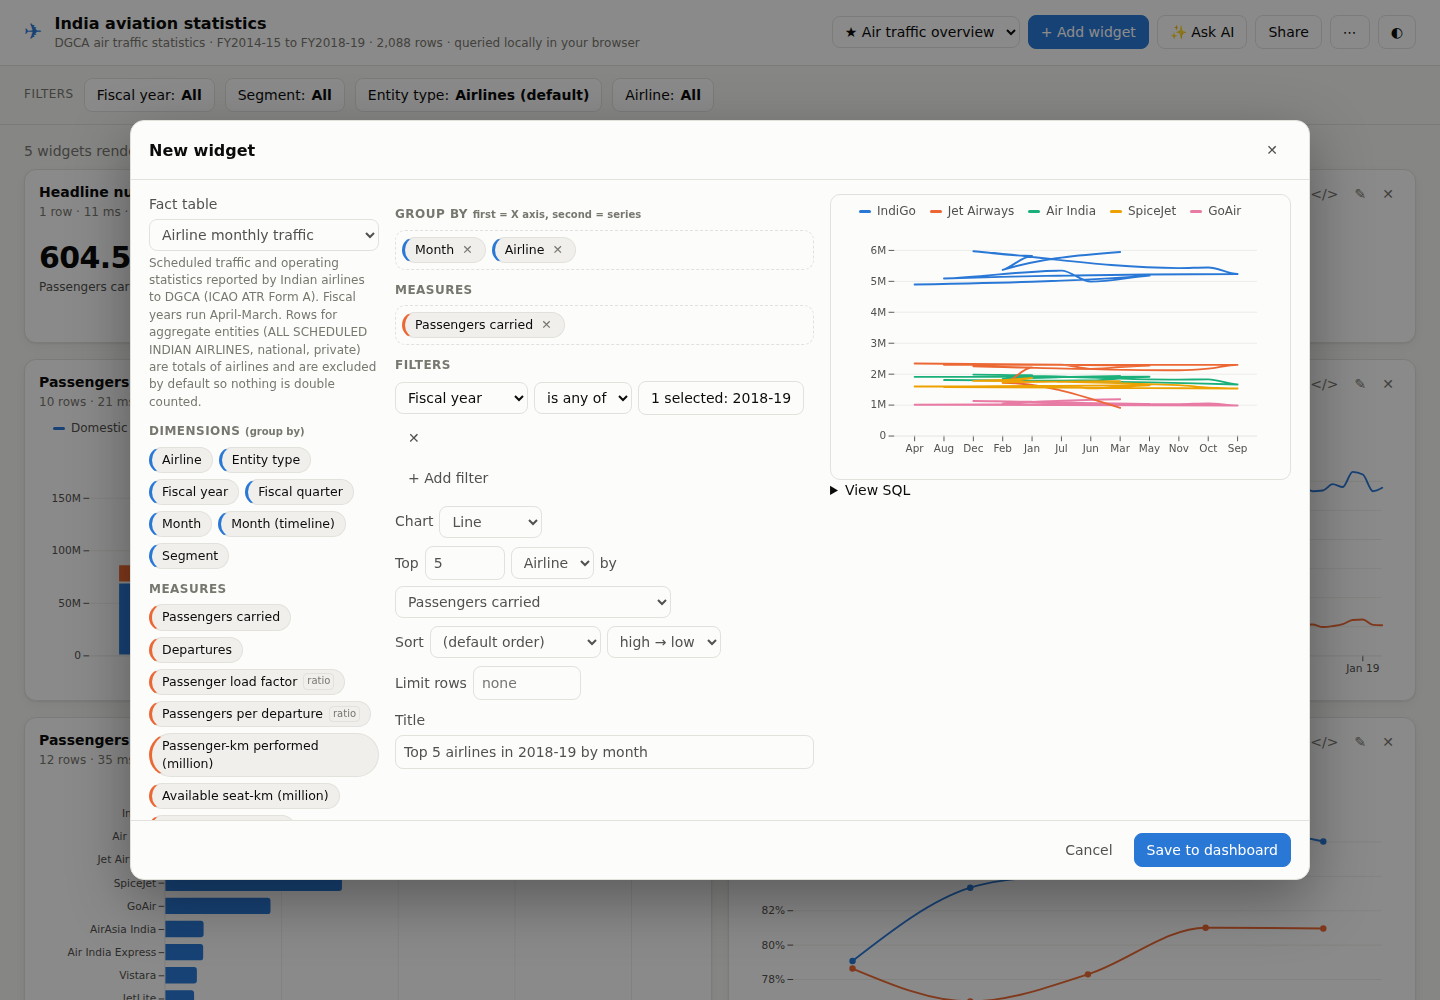 ✈ India aviation statistics
DGCA air traffic statistics · FY2014-15 to FY2018-19 · 2,088 rows · queried locally in your browser
★ Air traffic overview
+ Add widget
✨ Ask AI
Share
⋯
◐
FILTERS
Fiscal year: All
Segment: All
Entity type: Airlines (default)
Airline: All
5 widgets
New widget
✕
Fact table
Airline monthly traffic
Scheduled traffic and operating
statistics reported by Indian airlines
to DGCA (ICAO ATR Form A). Fiscal
years run April-March. Rows for
aggregate entities (ALL SCHEDULED
INDIAN AIRLINES, national, private)
are totals of airlines and are excluded
by default so nothing is double
counted.
DIMENSIONS (group by)
Airline
Entity type
Fiscal year
Fiscal quarter
Month
Month (timeline)
Segment
MEASURES
Passengers carried
Departures
Passenger load factor ratio
Passengers per departure ratio
Passenger-km performed
(million)
Available seat-km (million)
GROUP BY first = X axis, second = series
Month ✕
Airline ✕
MEASURES
Passengers carried ✕
FILTERS
Fiscal year
is any of
1 selected: 2018-19
✕
+ Add filter
Chart
Line
Top
5
Airline
by
Passengers carried
Sort
(default order)
high → low
Limit rows
none
Title
Top 5 airlines in 2018-19 by month
IndiGo
Jet Airways
Air India
SpiceJet
GoAir
6M
5M
4M
3M
2M
1M
0
Apr Aug Dec Feb Jan Jul Jun Mar May Nov Oct Sep
▶ View SQL
Cancel
Save to dashboard
Headline
1 row · 11 ms ·
604.5
Passengers
</> ✎ ✕
Passengers
10 rows · 21
Domestic
150M
100M
50M
0
</> ✎ ✕
Jan 19
Passengers
12 rows · 35
Air
Jet
SpiceJet
GoAir
AirAsia India
Air India Express
Vistara
JetLite
</> ✎ ✕
82%
80%
78%